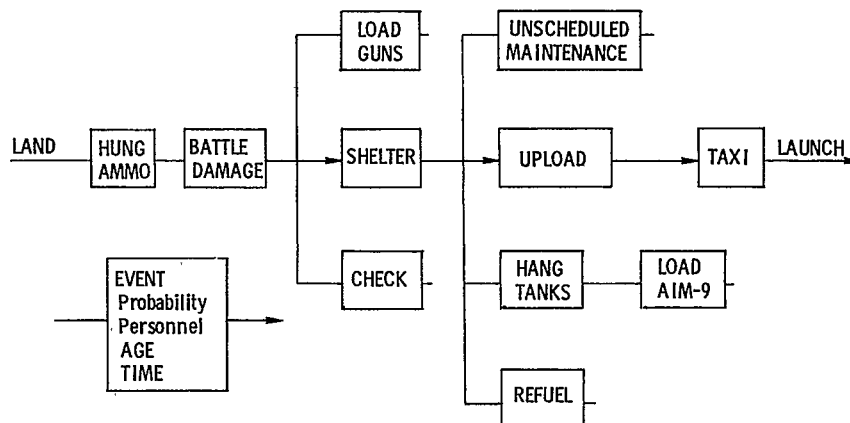 LOAD
GUNS
UNSCHEDULED
MAINTENANCE
LAND
HUNG
AMMO
BATTLE
DAMAGE
SHELTER
UPLOAD
TAXI
LAUNCH
CHECK
HANG
TANKS
LOAD
AIM-9
EVENT
Probability
Personnel
AGE
TIME
REFUEL